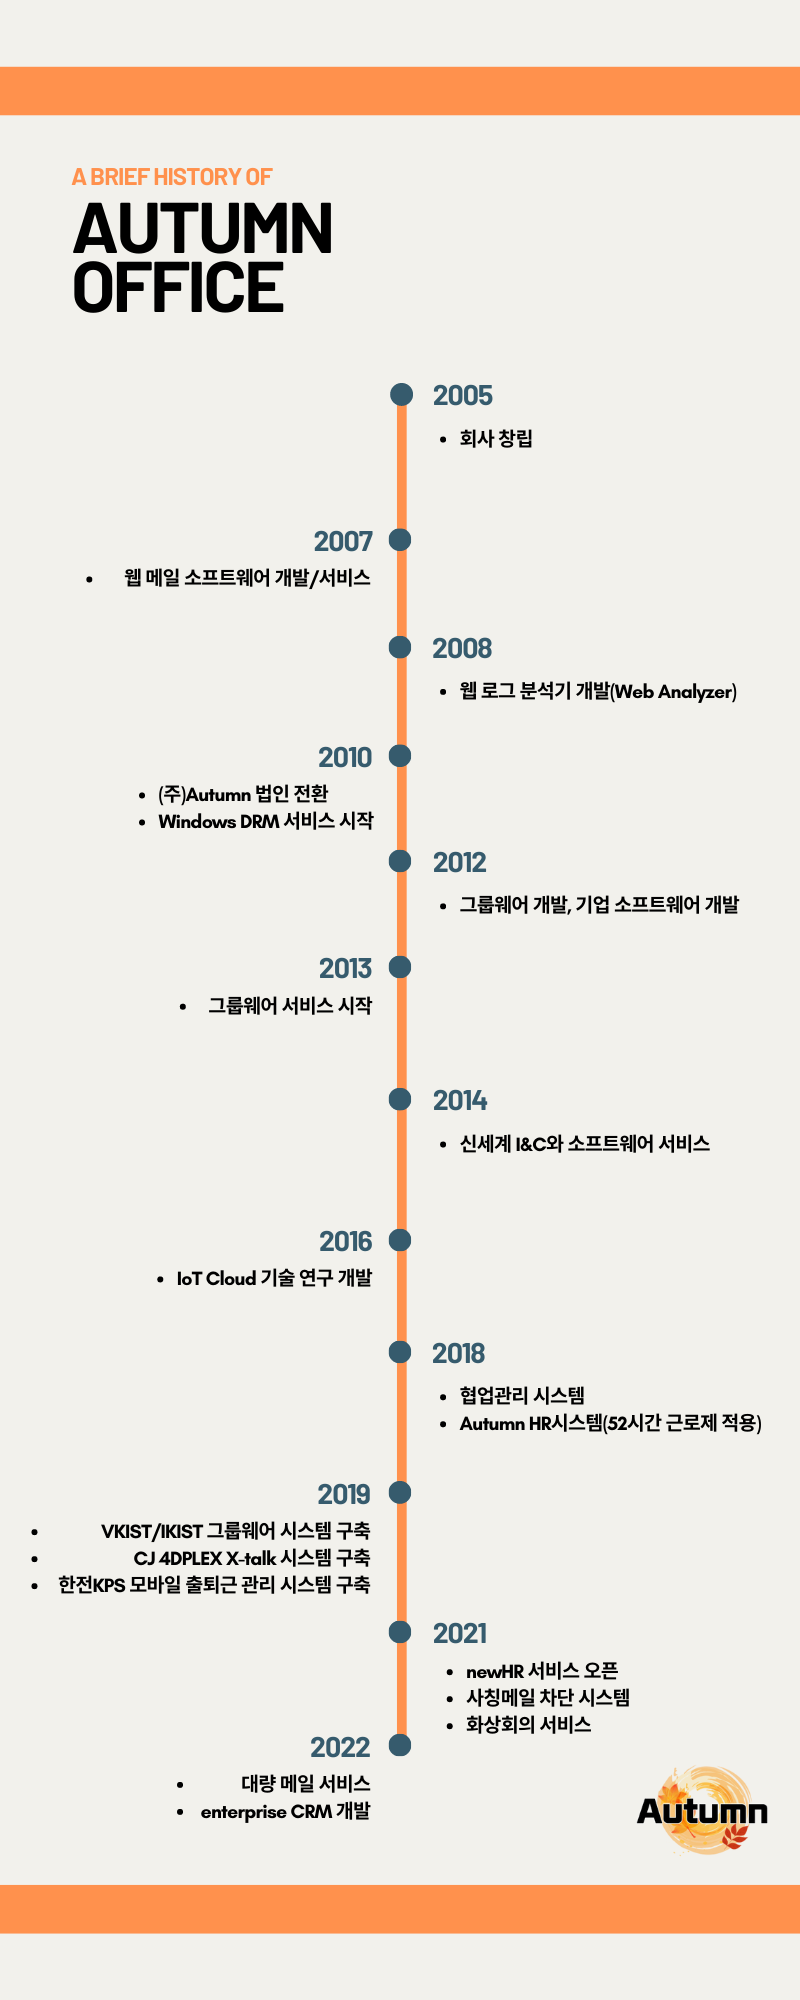 A BRIEF HISTORY OF
AUTUMN
OFFICE
2005
• 회사 창립
2007
• 웹 메일 소프트웨어 개발/서비스
2008
• 웹 로그 분석기 개발(Web Analyzer)
2010
• (주)Autumn 법인 전환
• Windows DRM 서비스 시작
2012
• 그룹웨어 개발, 기업 소프트웨어 개발
2013
• 그룹웨어 서비스 시작
2014
• 신세계 I&C와 소프트웨어 서비스
2016
• IoT Cloud 기술 연구 개발
2018
• 협업관리 시스템
• Autumn HR시스템(52시간 근로제 적용)
2019
• VKIST/IKIST 그룹웨어 시스템 구축
• CJ 4DPLEX X-talk 시스템 구축
• 한전KPS 모바일 출퇴근 관리 시스템 구축
2021
• newHR 서비스 오픈
• 사칭메일 차단 시스템
• 화상회의 서비스
2022
• 대량 메일 서비스
• enterprise CRM 개발
Autumn